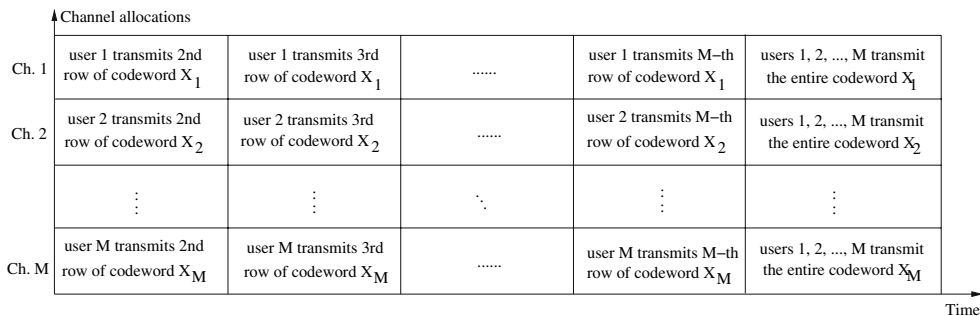 Channel allocations
Ch. 1
user 1 transmits 2nd
row of codeword X1
user 1 transmits 3rd
row of codeword X1
......
user 1 transmits M-th
row of codeword X1
users 1, 2, ..., M transmit
the entire codeword X1
Ch. 2
user 2 transmits 2nd
row of codeword X2
user 2 transmits 3rd
row of codeword X2
......
user 2 transmits M-th
row of codeword X2
users 1, 2, ..., M transmit
the entire codeword X2
Ch. M
user M transmits 2nd
row of codeword XM
user M transmits 3rd
row of codeword XM
......
user M transmits M-th
row of codeword XM
users 1, 2, ..., M transmit
the entire codeword XM
Time